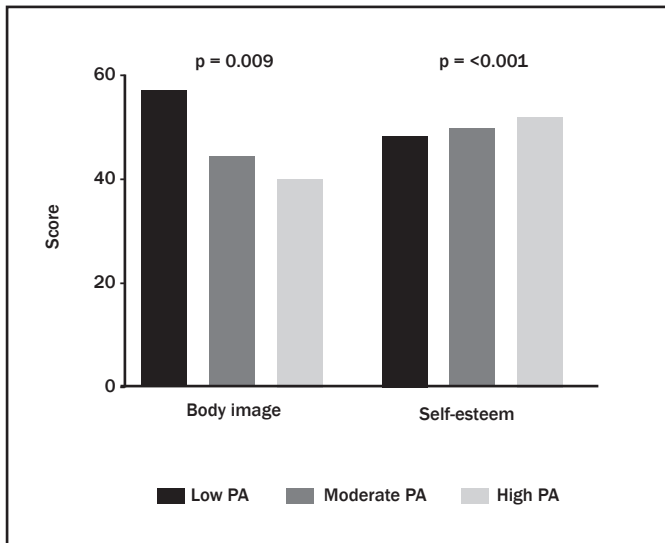 p = 0.009
p = <0.001
60
40
20
0
Score
Body image
Self-esteem
Low PA
Moderate PA
High PA